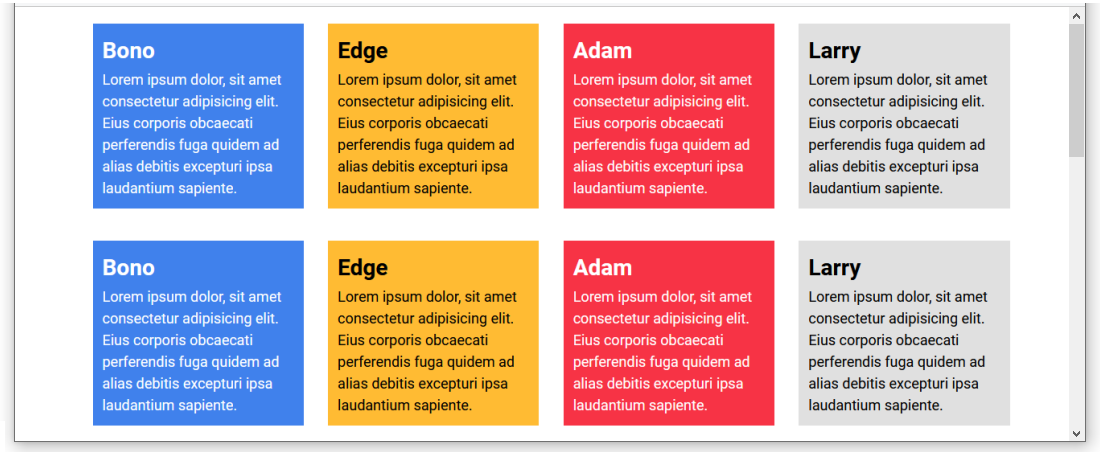 Bono
Lorem ipsum dolor, sit amet
consectetur adipisicing elit.
Eius corporis obcaecati
perferendis fuga quidem ad
alias debitis excepturi ipsa
laudantium sapiente.
Edge
Lorem ipsum dolor, sit amet
consectetur adipisicing elit.
Eius corporis obcaecati
perferendis fuga quidem ad
alias debitis excepturi ipsa
laudantium sapiente.
Adam
Lorem ipsum dolor, sit amet
consectetur adipisicing elit.
Eius corporis obcaecati
perferendis fuga quidem ad
alias debitis excepturi ipsa
laudantium sapiente.
Larry
Lorem ipsum dolor, sit amet
consectetur adipisicing elit.
Eius corporis obcaecati
perferendis fuga quidem ad
alias debitis excepturi ipsa
laudantium sapiente.
Bono
Lorem ipsum dolor, sit amet
consectetur adipisicing elit.
Eius corporis obcaecati
perferendis fuga quidem ad
alias debitis excepturi ipsa
laudantium sapiente.
Edge
Lorem ipsum dolor, sit amet
consectetur adipisicing elit.
Eius corporis obcaecati
perferendis fuga quidem ad
alias debitis excepturi ipsa
laudantium sapiente.
Adam
Lorem ipsum dolor, sit amet
consectetur adipisicing elit.
Eius corporis obcaecati
perferendis fuga quidem ad
alias debitis excepturi ipsa
laudantium sapiente.
Larry
Lorem ipsum dolor, sit amet
consectetur adipisicing elit.
Eius corporis obcaecati
perferendis fuga quidem ad
alias debitis excepturi ipsa
laudantium sapiente.